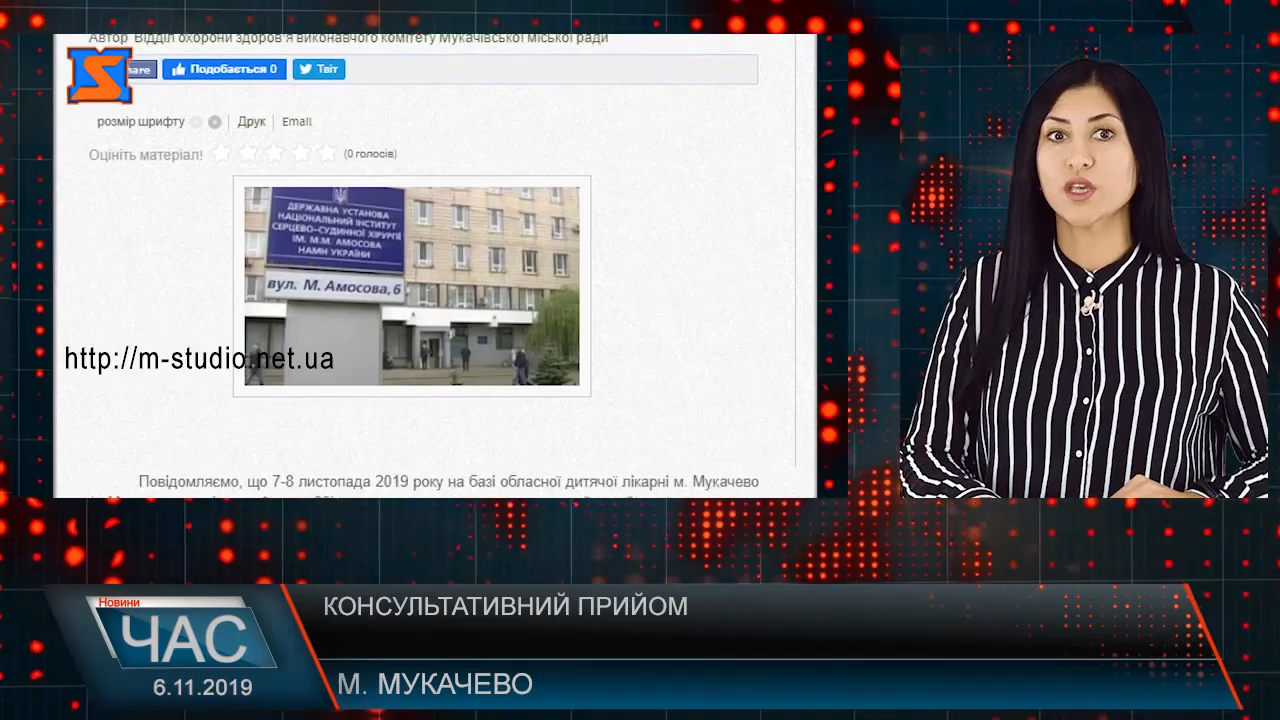 Автор Відділ охорони здоров'я виконавчого комітету Мукачівської міської ради
hare
Подобається 0
Твіт
розмір шрифту
Друк
Email
Оцініть матеріал!
(0 голосів)
ДЕРЖАВНА УСТАНОВА
НАЦІОНАЛЬНИЙ ІНСТИТУТ
СЕРЦЕВО-СУДИННОЇ ХІРУРГІЇ
ІМ. М.М. АМОСОВА
НАМН УКРАЇНИ
вул. М. Амосова, 6
http://m-studio.net.ua
Повідомляємо, що 7-8 листопада 2019 року на базі обласної дитячої лікарні м. Мукачево
Новини
ЧАС
6.11.2019
КОНСУЛЬТАТИВНИЙ ПРИЙОМ
М. МУКАЧЕВО